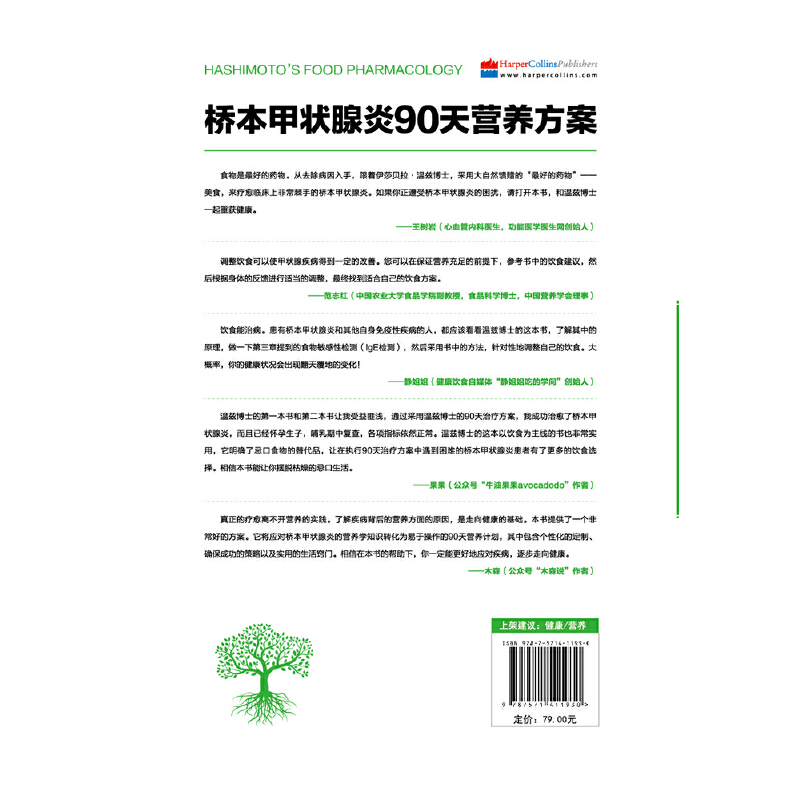 HASHIMOTO'S FOOD PHARMACOLOGY
HarperCollinsPublishers
www.harpercollins.com
桥本甲状腺炎90天营养方案
食物是最好的药物。从去除病因入手，跟着伊莎贝拉·温兹博士，采用大自然馈赠的“最好的药物”——
美食，来疗愈临床上非常棘手的桥本甲状腺炎。如果你正遭受桥本甲状腺炎的困扰，请打开本书，和温兹博士
一起重获健康。
——王树岩（心血管内科医生，功能医学医生网创始人）
调整饮食可以使甲状腺疾病得到一定的改善。您可以在保证营养充足的前提下，参考书中的饮食建议，然
后根据身体的反馈进行适当的调整，最终找到适合自己的饮食方案。
——范志红（中国农业大学食品学院副教授，食品科学博士，中国营养学会理事）
饮食能治病。患有桥本甲状腺炎和其他自身免疫性疾病的人，都应该看看温兹博士的这本书，了解其中的
原理，做一下第三章提到的食物敏感性检测（IgE检测），然后采用书中的方法，针对性地调整自己的饮食。大
概率，你的健康状况会出现翻天覆地的变化！
——静姐姐（健康饮食自媒体“静姐姐吃的学问”创始人）
温兹博士的第一本书和第二本书让我受益匪浅，通过采用温兹博士的90天治疗方案，我成功治愈了桥本甲
状腺炎，而且已经怀孕生子，哺乳期中复查，各项指标依然正常。温兹博士的这本以饮食为主线的书也非常实
用，它明确了忌口食物的替代品，让在执行90天治疗方案中遇到困难的桥本甲状腺炎患者有了更多的饮食选
择。相信本书能让你摆脱枯燥的忌口生活。
——果果（公众号“牛油果果avocadodo”作者）
真正的疗愈离不开营养的实践，了解疾病背后的营养方面的原因，是走向健康的基础。本书提供了一个非
常好的方案。它将应对桥本甲状腺炎的营养学知识转化为易于操作的90天营养计划，其中包含个性化的定制、
确保成功的策略以及实用的生活窍门。相信在本书的帮助下，你一定能更好地应对疾病，逐步走向健康。
——木森（公众号“木森说”作者）
上架建议：健康/营养
ISBN 978-7-5714-1193-0
9 787571 411930 >
定价：79.00元